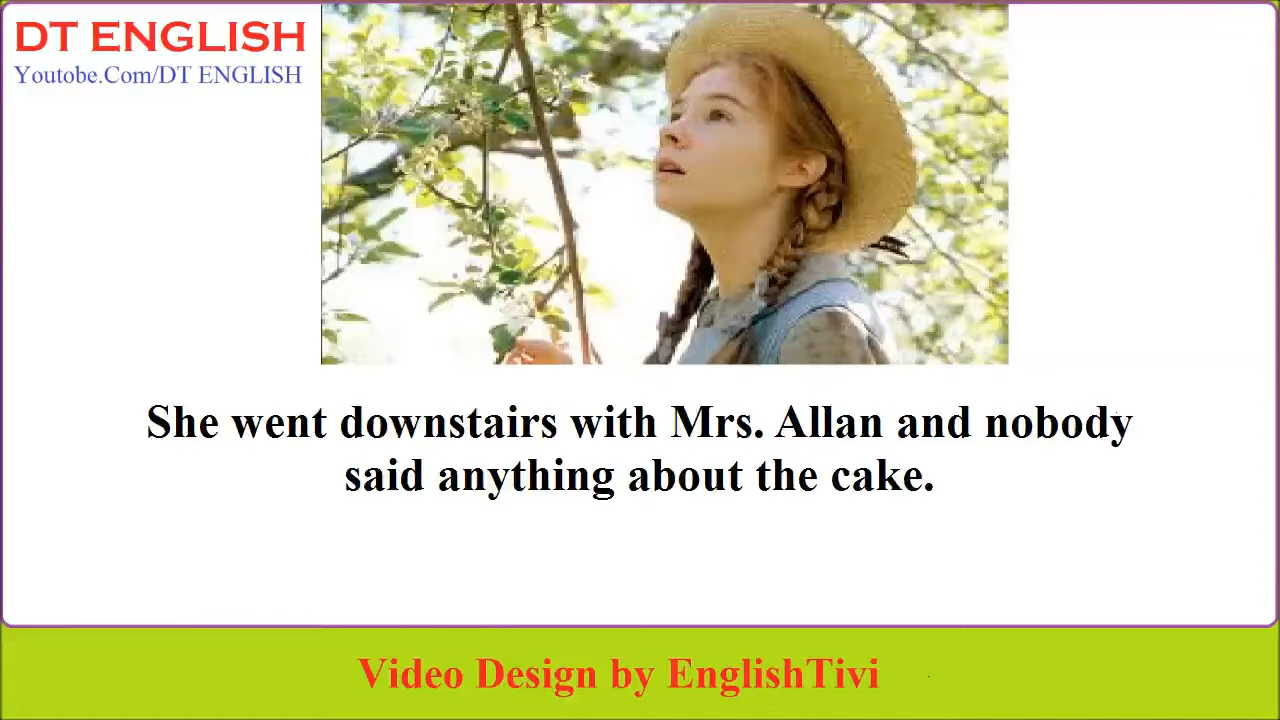 DT ENGLISH
Youtobe.Com/DT ENGLISH
She went downstairs with Mrs. Allan and nobody
said anything about the cake.
Video Design by EnglishTivi